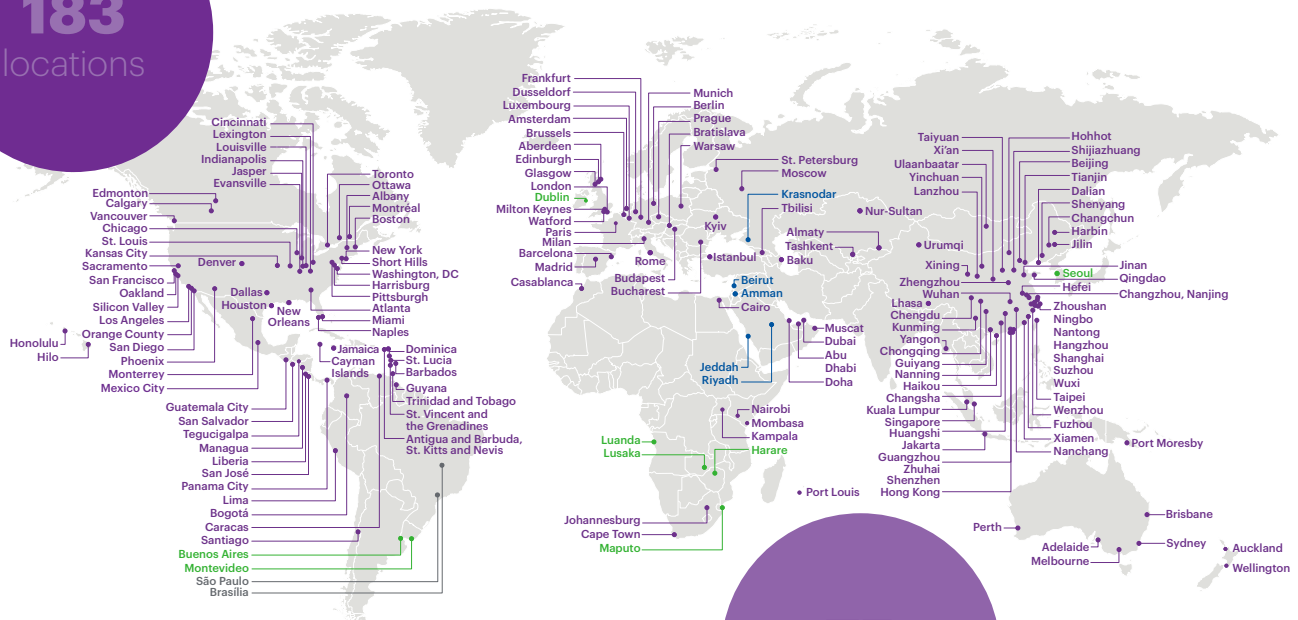 183
locations
Cincinnati
Lexington
Louisville
Indianapolis
Jasper
Evansville
Edmonton
Calgary
Vancouver
Chicago
St. Louis
Kansas City
Sacramento
San Francisco
Oakland
Silicon Valley
Los Angeles
Orange County
San Diego
Phoenix
Monterrey
Mexico City
Honolulu
Hilo
Denver
Dallas
Houston
New
Orleans
Toronto
Ottawa
Albany
Montréal
Boston
New York
Short Hills
Washington, DC
Harrisburg
Pittsburgh
Atlanta
Miami
Naples
Jamaica
Cayman
Islands
Dominica
St. Lucia
Barbados
Guyana
Trinidad and Tobago
St. Vincent and
the Grenadines
Antigua and Barbuda,
St. Kitts and Nevis
Guatemala City
San Salvador
Tegucigalpa
Managua
Liberia
San José
Panama City
Lima
Bogotá
Caracas
Santiago
Buenos Aires
Montevideo
São Paulo
Brasília
Frankfurt
Dusseldorf
Luxembourg
Amsterdam
Brussels
Aberdeen
Edinburgh
Glasgow
London
Dublin
Milton Keynes
Watford
Paris
Milan
Barcelona
Madrid
Casablanca
Munich
Berlin
Prague
Bratislava
Warsaw
St. Petersburg
Moscow
Krasnodar
Tbilisi
Kyiv
Rome
Istanbul
Budapest
Bucharest
Nur-Sultan
Almaty
Tashkent
Baku
Beirut
Amman
Cairo
Muscat
Dubai
Abu
Dhabi
Doha
Jeddah
Riyadh
Nairobi
Mombasa
Kampala
Luanda
Lusaka
Harare
Port Louis
Johannesburg
Cape Town
Maputo
Taiyuan
Xi'an
Ulaanbaatar
Yinchuan
Lanzhou
Urumqi
Xining
Zhengzhou
Wuhan
Lhasa
Chengdu
Kunming
Yangon
Chongqing
Guiyang
Nanning
Haikou
Changsha
Kuala Lumpur
Singapore
Huangshi
Jakarta
Guangzhou
Zhuhai
Shenzhen
Hong Kong
Hohhot
Shijiazhuang
Beijing
Tianjin
Dalian
Shenyang
Changchun
Harbin
Jilin
Jinan
Seoul
Qingdao
Hefei
Changzhou, Nanjing
Zhoushan
Ningbo
Nantong
Hangzhou
Shanghai
Suzhou
Wuxi
Taipei
Wenzhou
Fuzhou
Xiamen
Nanchang
Port Moresby
Brisbane
Perth
Adelaide
Melbourne
Sydney
Auckland
Wellington